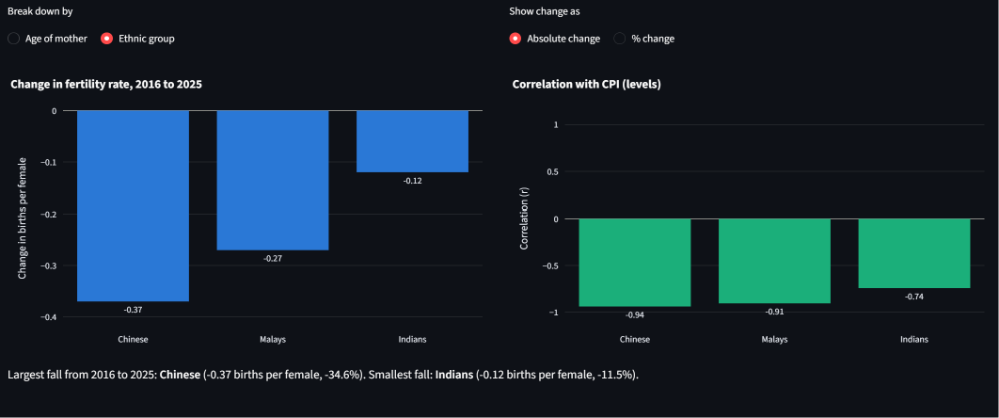 Break down by
Show change as
Age of mother
Ethnic group
Absolute change
% change
Change in fertility rate, 2016 to 2025
Correlation with CPI (levels)
Change in births per female
0
−0.1
−0.2
−0.3
−0.4
-0.37
-0.27
-0.12
Chinese
Malays
Indians
Correlation (r)
1
0.5
0
−0.5
−1
-0.94
-0.91
-0.74
Chinese
Malays
Indians
Largest fall from 2016 to 2025: Chinese (-0.37 births per female, -34.6%). Smallest fall: Indians (-0.12 births per female, -11.5%).